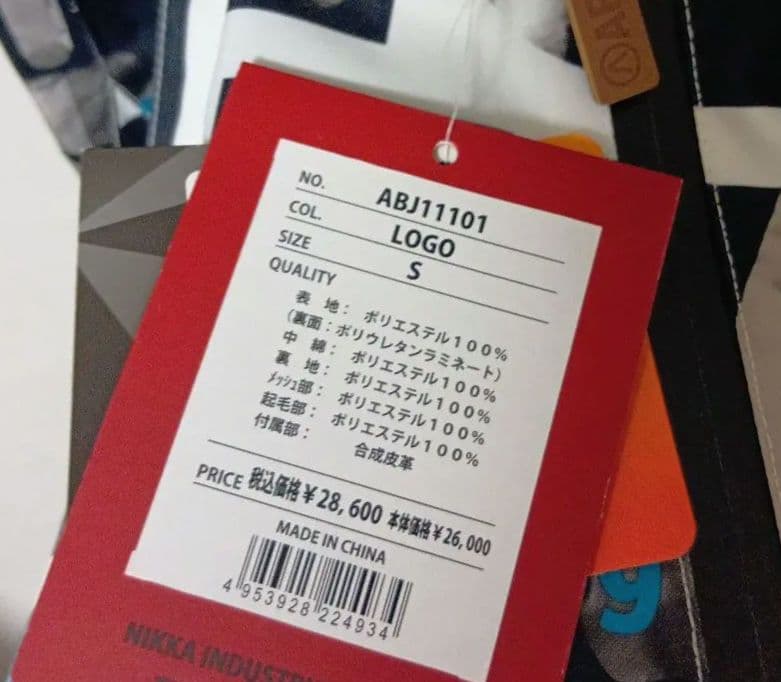 AF
NO. ABJ11101
COL. LOGO
SIZE S
QUALITY
表 地： ポリエステル１００％
（裏面：ポリウレタンラミネート）
中 綿： ポリエステル１００％
裏 地： ポリエステル１００％
ﾒｯｼｭ部： ポリエステル１００％
起毛部： ポリエステル１００％
付属部： 合成皮革
PRICE 税込価格￥28,600 本体価格￥26,000
MADE IN CHINA
4 953928 224934
NIKKA INDUSTRI
g